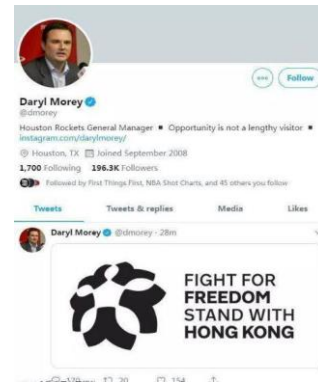 Follow
Daryl Morey
@dmorey
Houston Rockets General Manager ▪ Opportunity is not a lengthy visitor ▪
instagram.com/darylmorey/
Houston, TX Joined September 2008
1,700 Following 196.3K Followers
Followed by First Things First, NBA Shot Charts, and 45 others you follow
Tweets Tweets & replies Media Likes
Daryl Morey @dmorey · 28m
FIGHT FOR
FREEDOM
STAND WITH
HONG KONG
20 154